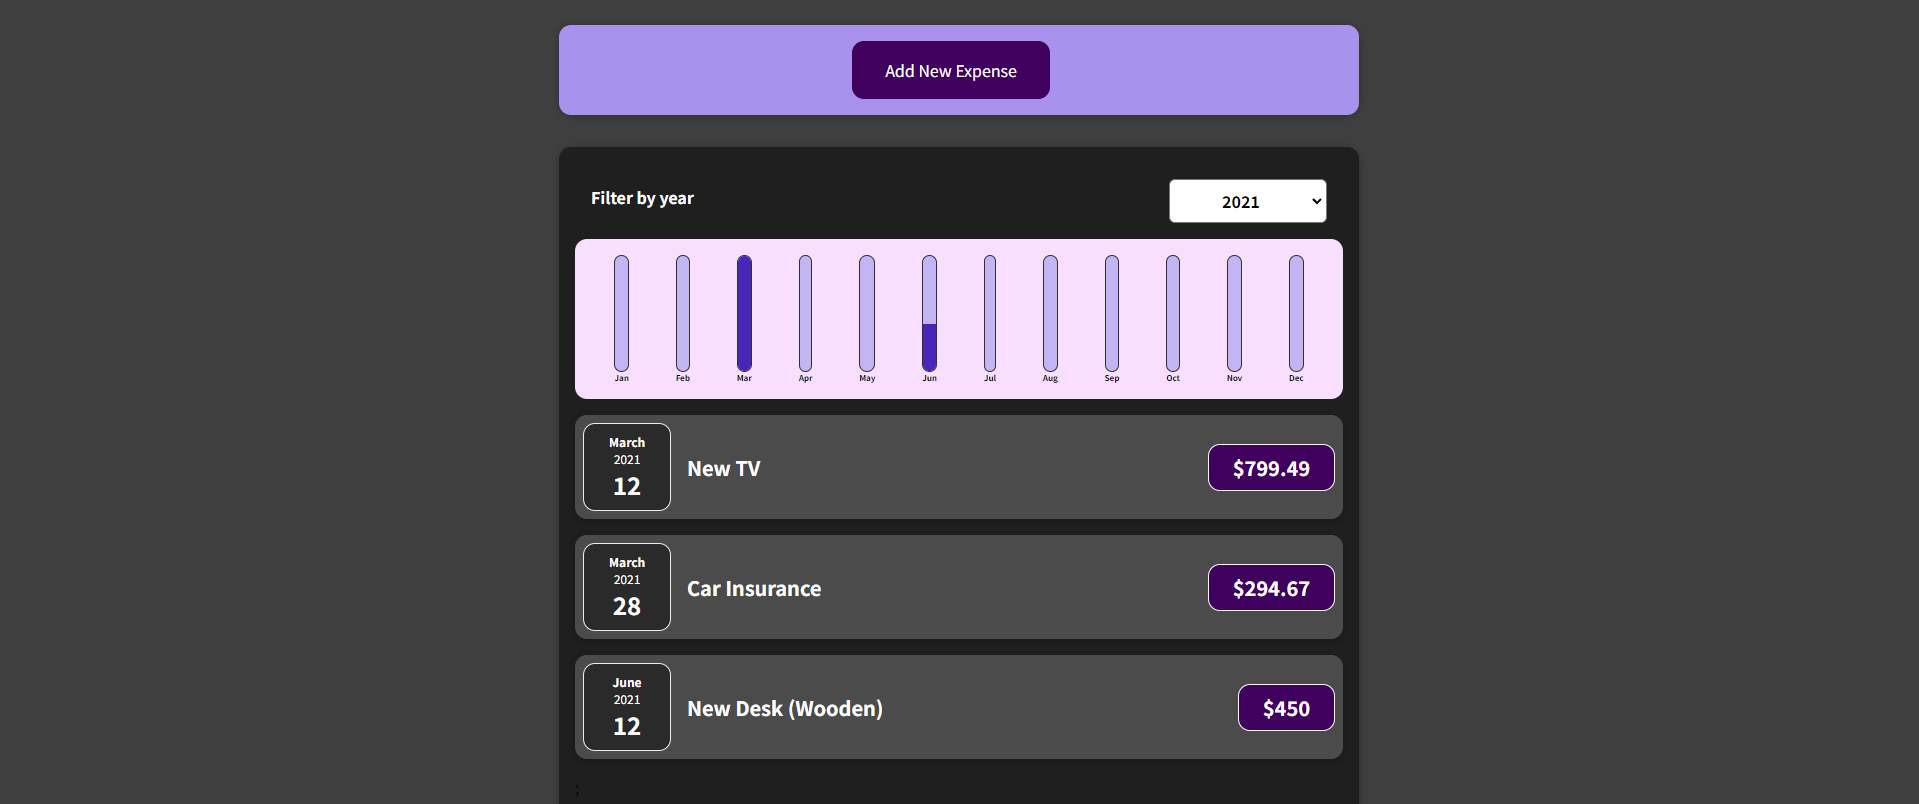 Add New Expense
Filter by year
2021
Jan Feb Mar Apr May Jun Jul Aug Sep Oct Nov Dec
March
2021
12
New TV
$799.49
March
2021
28
Car Insurance
$294.67
June
2021
12
New Desk (Wooden)
$450
;